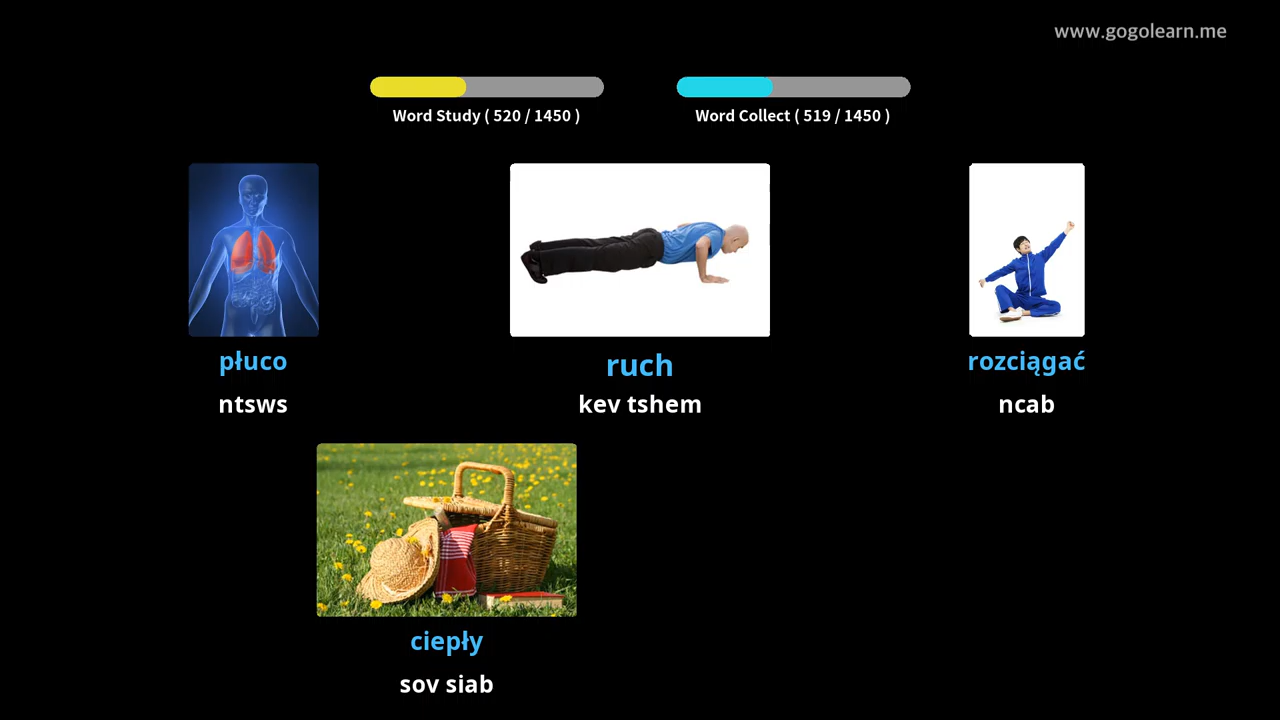 www.gogolearn.me
Word Study ( 520 / 1450 )
Word Collect ( 519 / 1450 )
płuco
ntsws
ruch
kev tshem
rozciągać
ncab
ciepły
sov siab